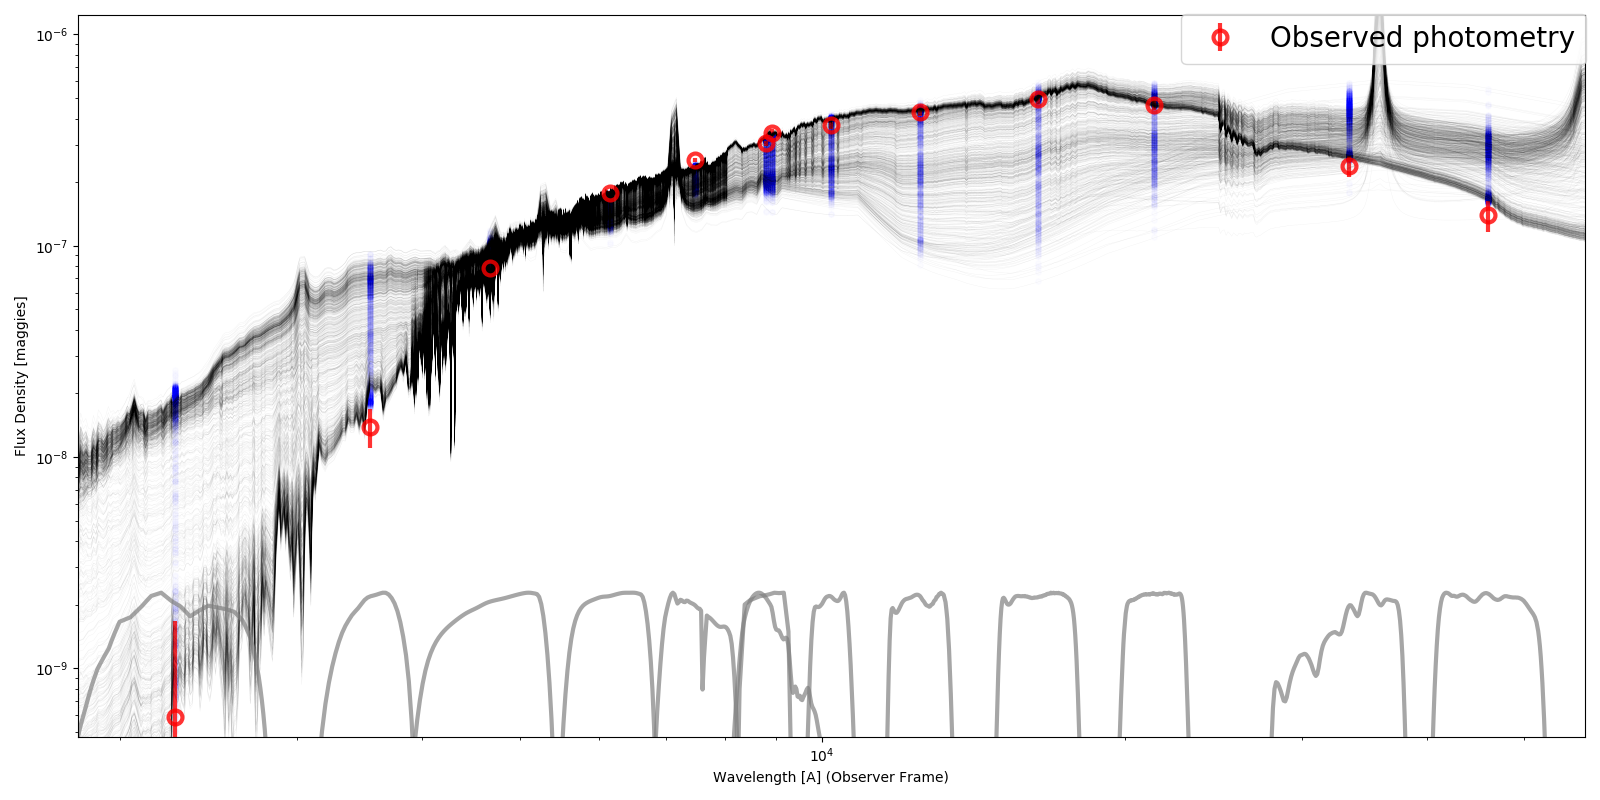 Observed photometry
10⁻⁶
10⁻⁷
10⁻⁸
10⁻⁹
Flux Density [maggies]
10⁴
Wavelength [A] (Observer Frame)